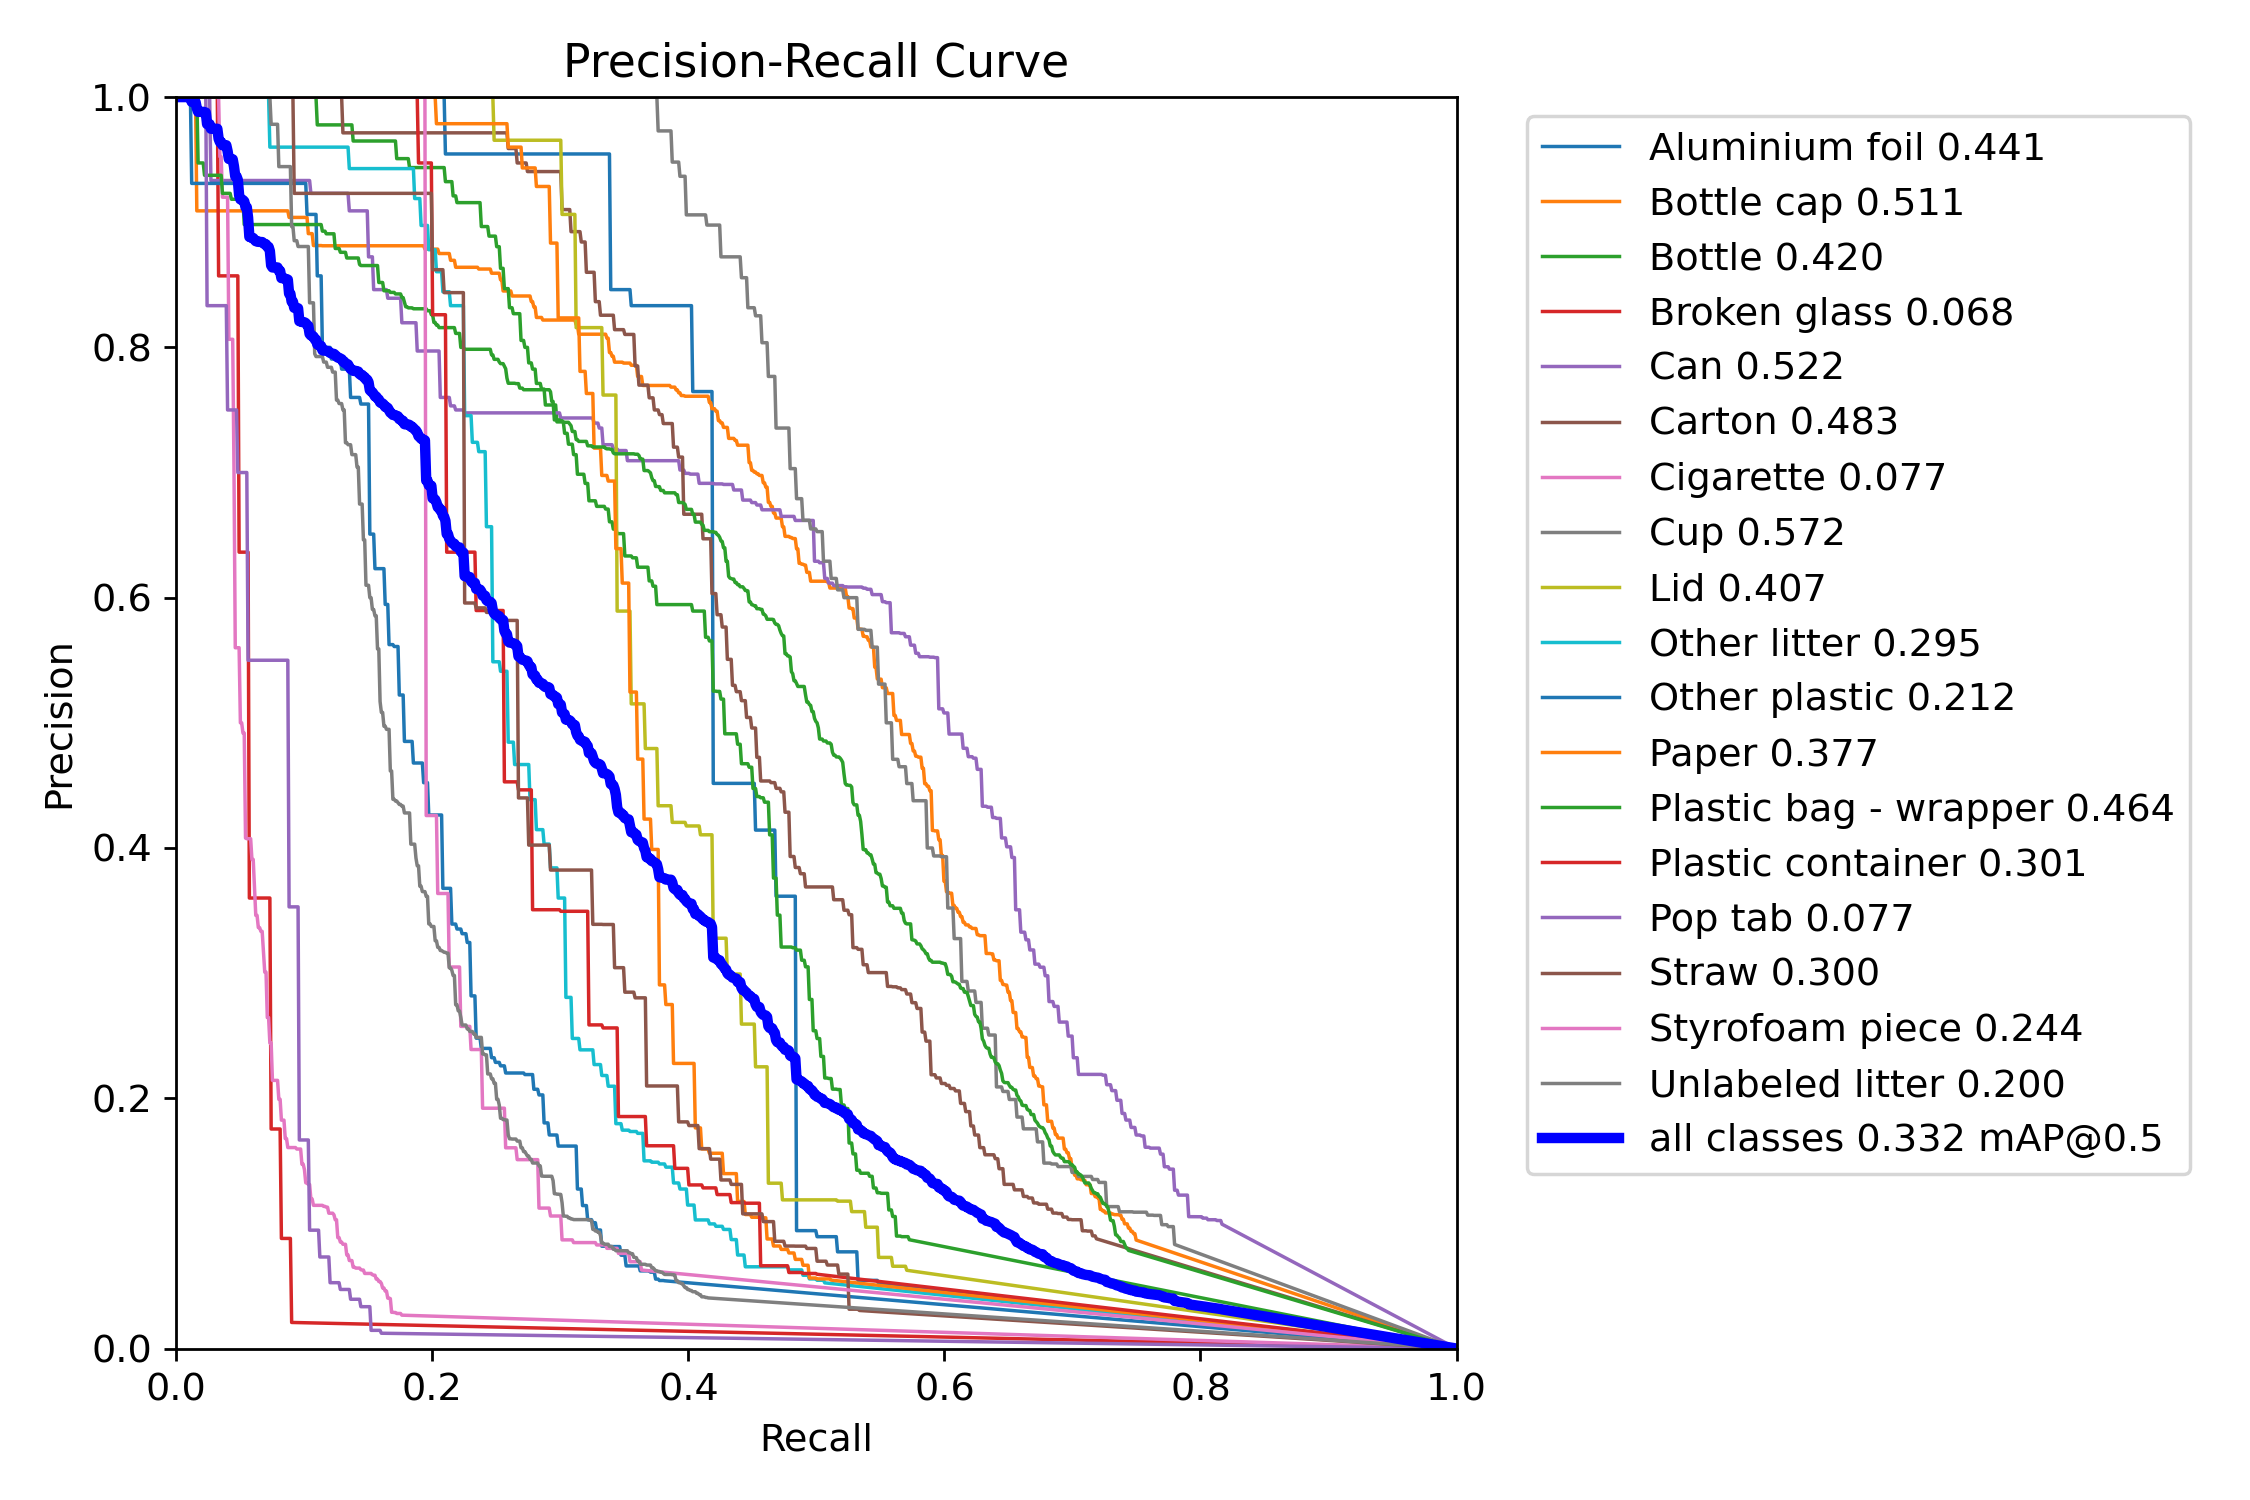 Precision-Recall Curve
1.0
0.8
0.6
0.4
0.2
0.0
Precision
0.0 0.2 0.4 0.6 0.8 1.0
Recall
Aluminium foil 0.441
Bottle cap 0.511
Bottle 0.420
Broken glass 0.068
Can 0.522
Carton 0.483
Cigarette 0.077
Cup 0.572
Lid 0.407
Other litter 0.295
Other plastic 0.212
Paper 0.377
Plastic bag - wrapper 0.464
Plastic container 0.301
Pop tab 0.077
Straw 0.300
Styrofoam piece 0.244
Unlabeled litter 0.200
all classes 0.332 mAP@0.5